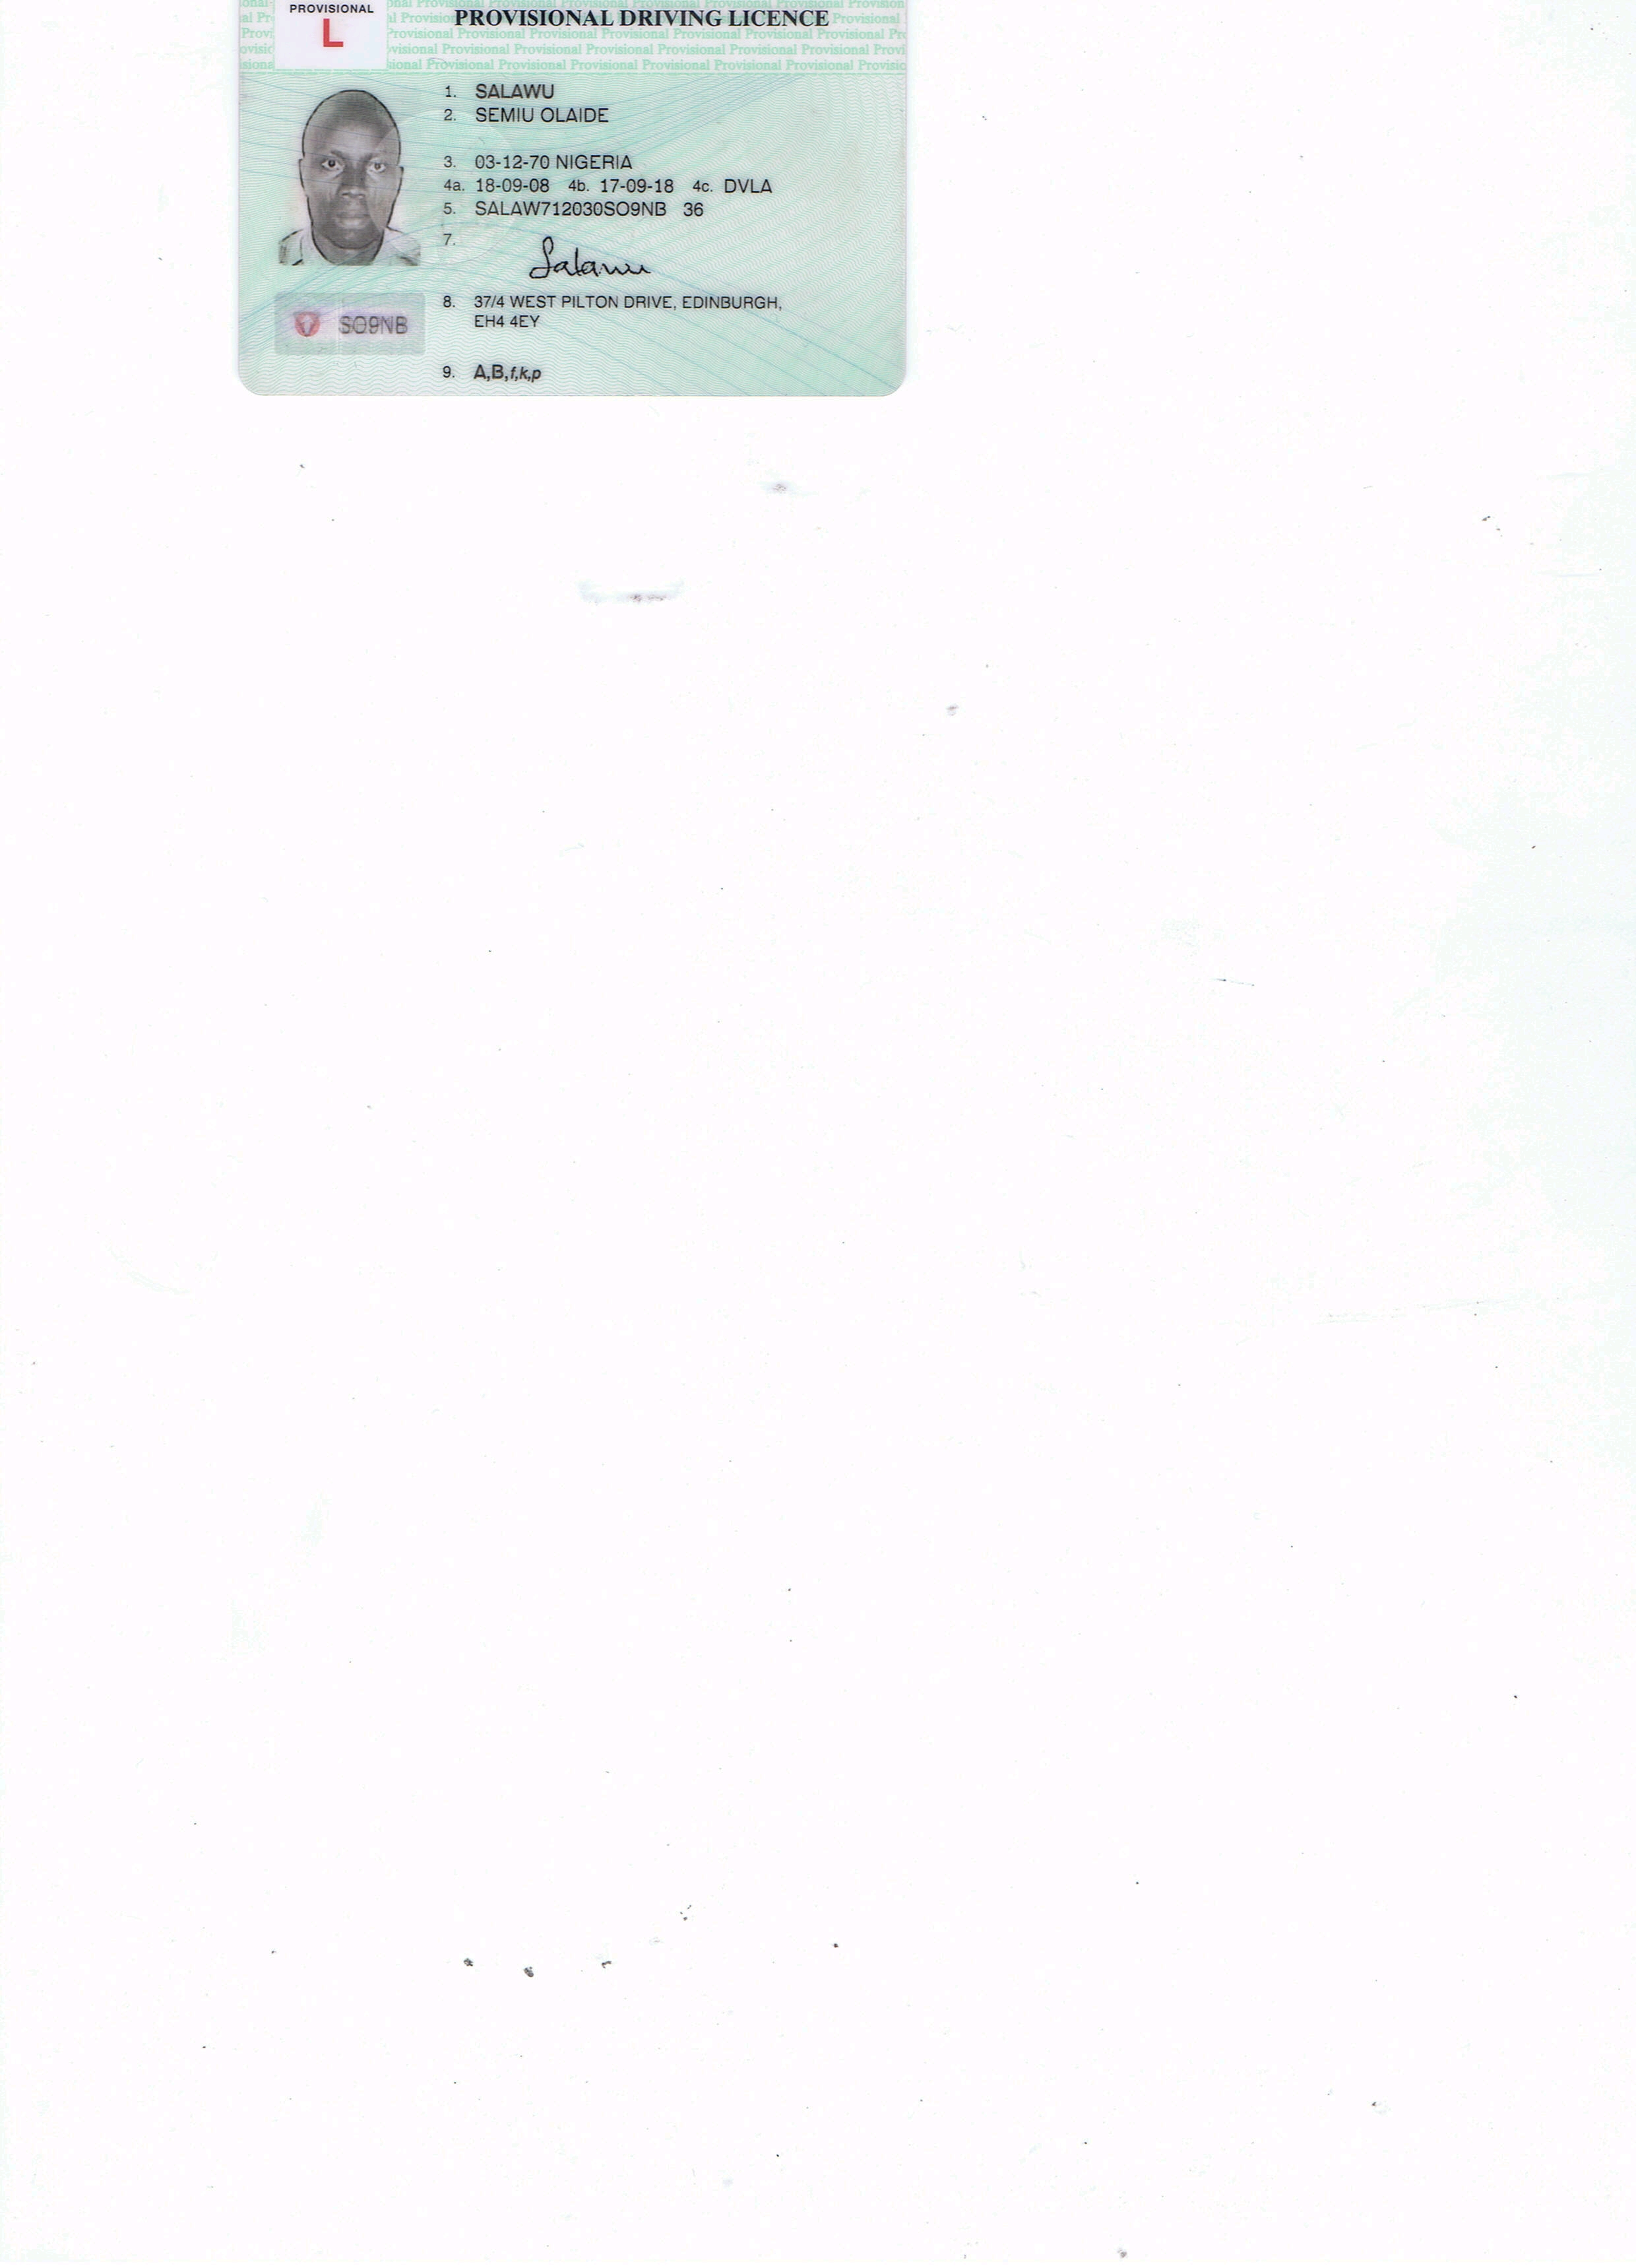 PROVISIONAL
L
PROVISIONAL DRIVING LICENCE
1. SALAWU
2. SEMIU OLAIDE
3. 03-12-70 NIGERIA
4a. 18-09-08 4b. 17-09-18 4c. DVLA
5. SALAW712030SO9NB 36
7. Salawu
8. 37/4 WEST PILTON DRIVE, EDINBURGH,
EH4 4EY
SO9NB
9. A,B,f,k,p